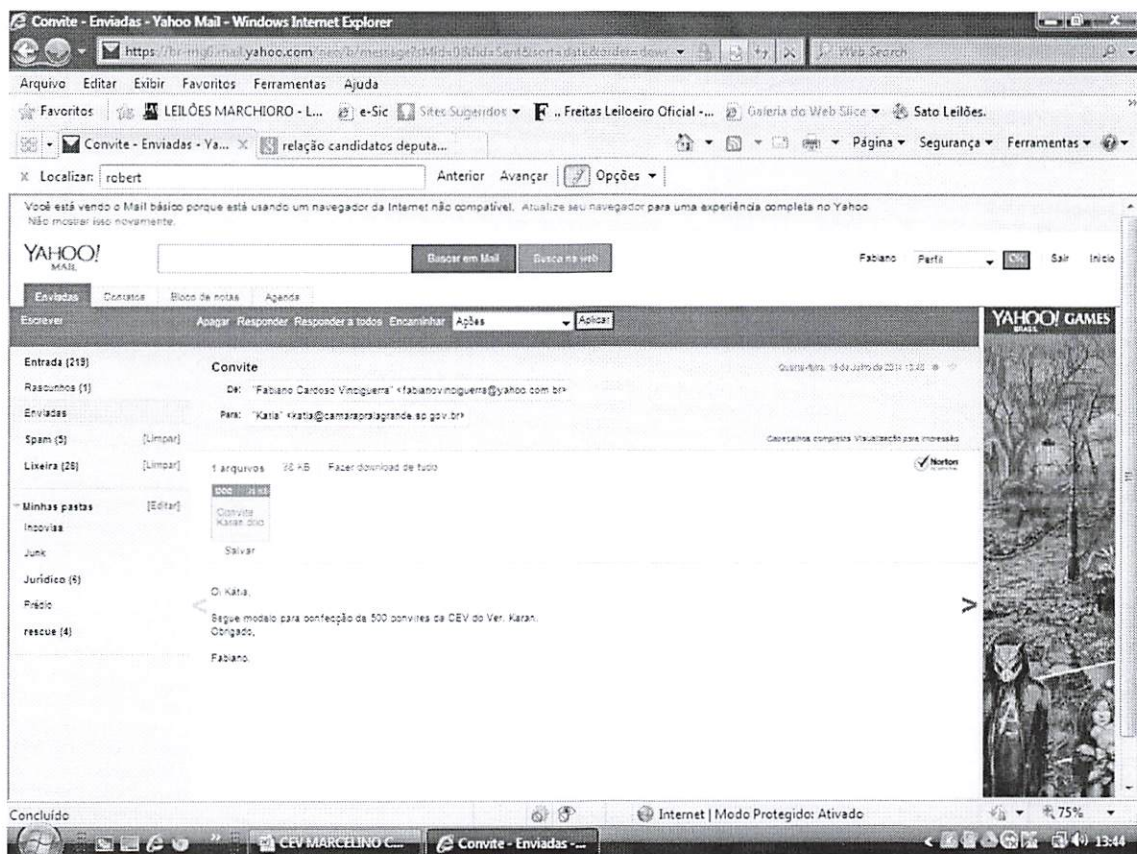 Convite - Enviadas - Yahoo Mail - Windows Internet Explorer
Web Search
Arquivo Editar Exibir Favoritos Ferramentas Ajuda
Favoritos LEILÕES MARCHIORO - L... e-Sic Sites Sugeridos F .. Freitas Leiloeiro Oficial -... Galeria do Web Slice Sato Leilões.
Convite - Enviadas - Ya... relação candidatos deputa... Página Segurança Ferramentas
Localizar: robert Anterior Avançar Opções
Você está vendo o Mail básico porque está usando um navegador da Internet não compatível. Atualize seu navegador para uma experiência completa no Yahoo
Não mostrar isso novamente.
YAHOO! MAIL Buscar em Mail Busca na web Fabiano Perfil OK Sair Início
Enviadas Contatos Bloco de notas Agenda
Escrever Apagar Responder Responder a todos Encaminhar Ações Aplicar YAHOO! GAMES
BRASIL
Entrada (219) Convite
Rascunhos (1) De: "Fabiano Cardoso Vinciguerra" <fabianovinciguerra@yahoo.com.br>
Enviadas Para: "Katia" <katia@camarapraiagrande.sp.gov.br>
Spam (5) [Limpar] Cabeçalhos completos Visualização para impressão
Lixeira (28) [Limpar] 1 arquivos KB Fazer download de tudo Norton
DOC
Minhas pastas [Editar] Convite
Karan.doc
Junk Salvar
Jurídico (6)
Oi Kátia,
Prédio
Segue modelo para confecção de 500 convites da CEV do Ver. Karan.
rescue (4) Obrigado,
Fabiano.
Concluído Internet | Modo Protegido: Ativado 75%
CEV MARCELINO C... Convite - Enviadas -... 13:44